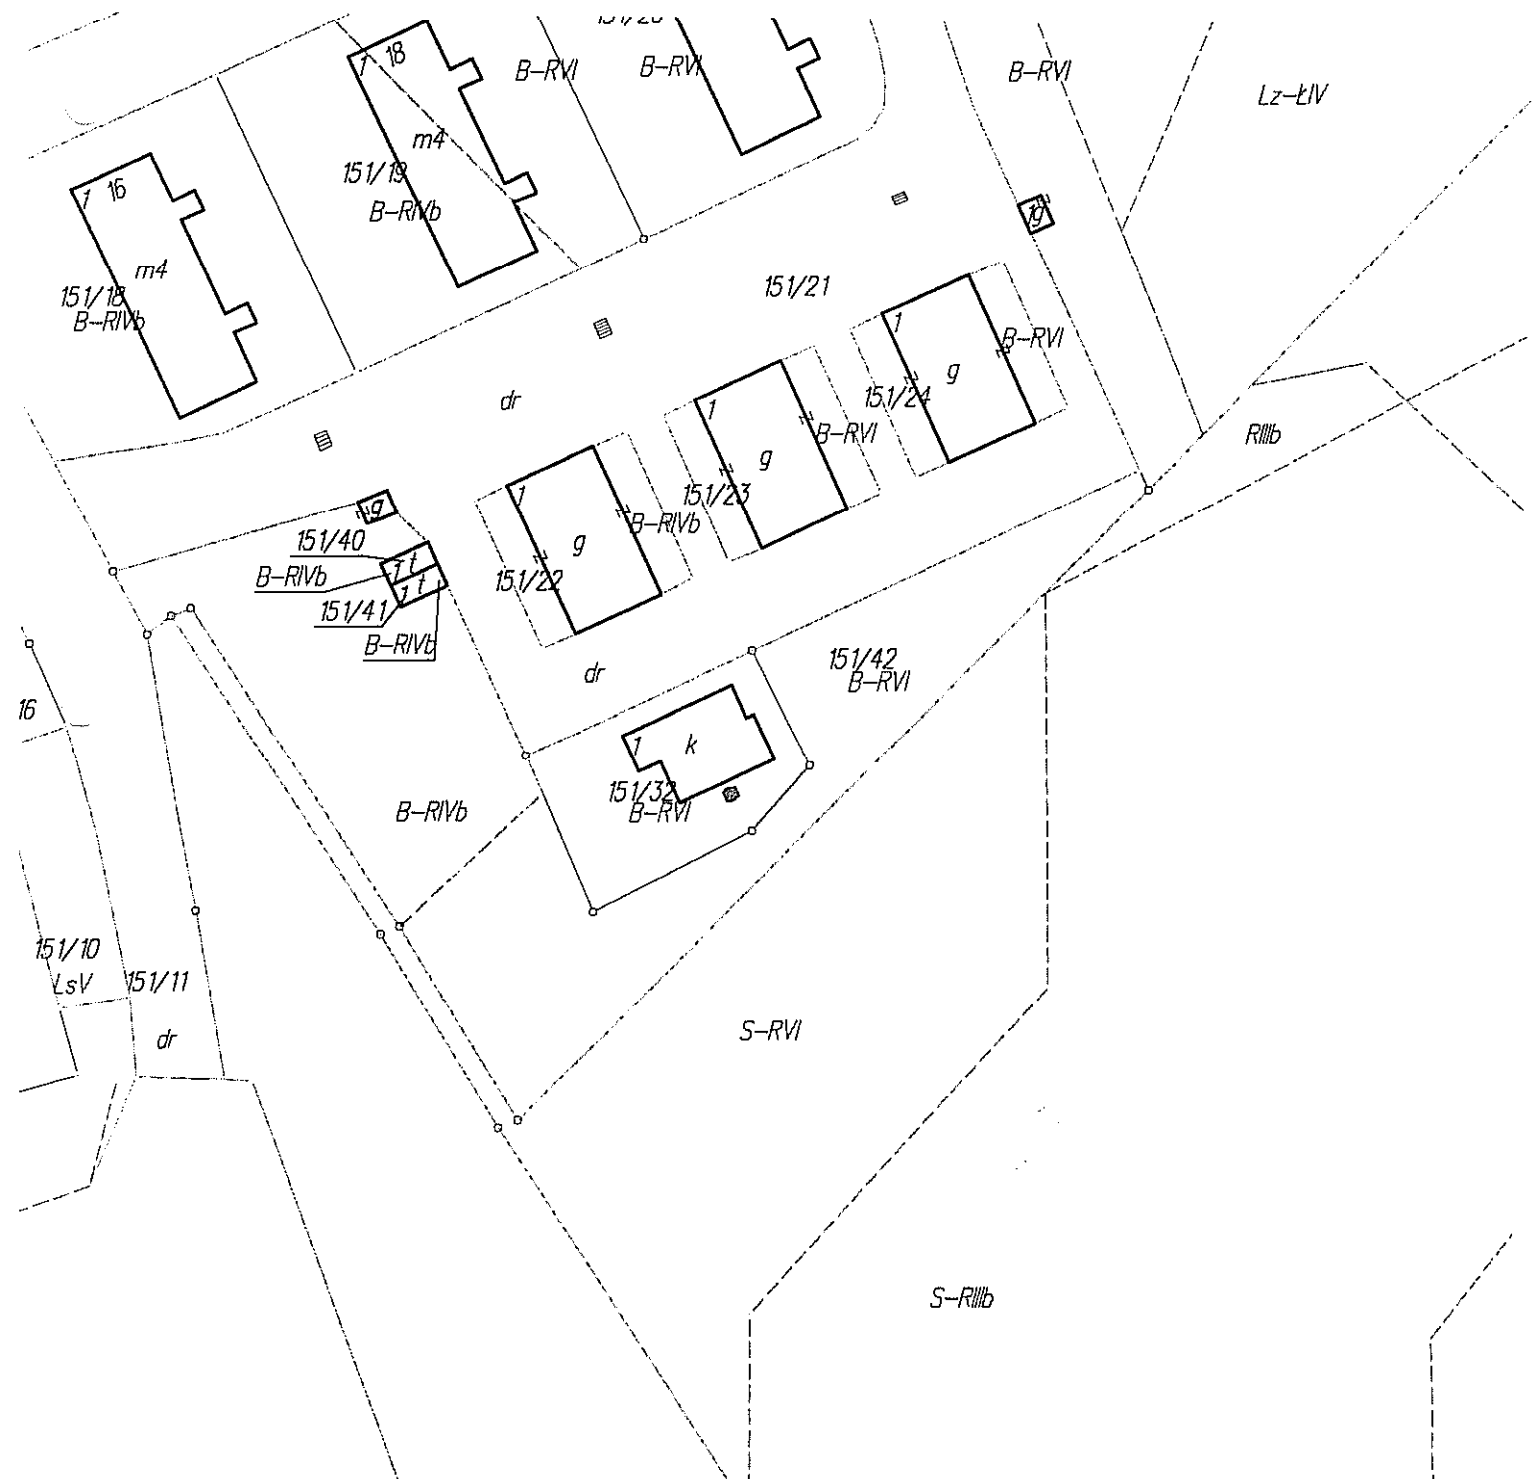 18
1
B-RVI
B-RVI
B-RVI
Lz-ŁIV
m4
151/19
B-RIVb
16
1
m4
151/18
B-RIVb
1g
151/21
1
B-RVI
g
151/24
dr
1
B-RVI
g
151/23
RIIIb
1
B-RIVb
g
151/22
g
151/40
1 t
B-RIVb
1 t
151/41
B-RIVb
dr
151/42
B-RVI
16
1
k
151/32
B-RVI
B-RIVb
151/10
LsV
151/11
dr
S-RVI
S-RIIIb